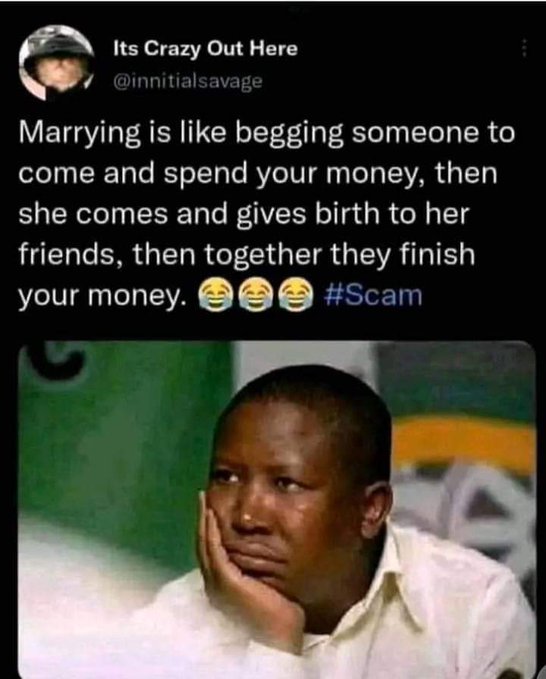 Its Crazy Out Here
@innitialsavage
Marrying is like begging someone to
come and spend your money, then
she comes and gives birth to her
friends, then together they finish
your money. 😂😂😂 #Scam